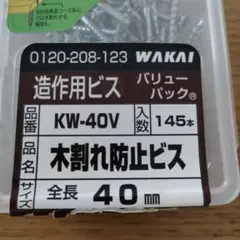 0120-208-123 WAKAI
造作用ビス バリューパック®
品番 KW-40V 入数 145本
品名 木割れ防止ビス
サイズ 全長 40mm